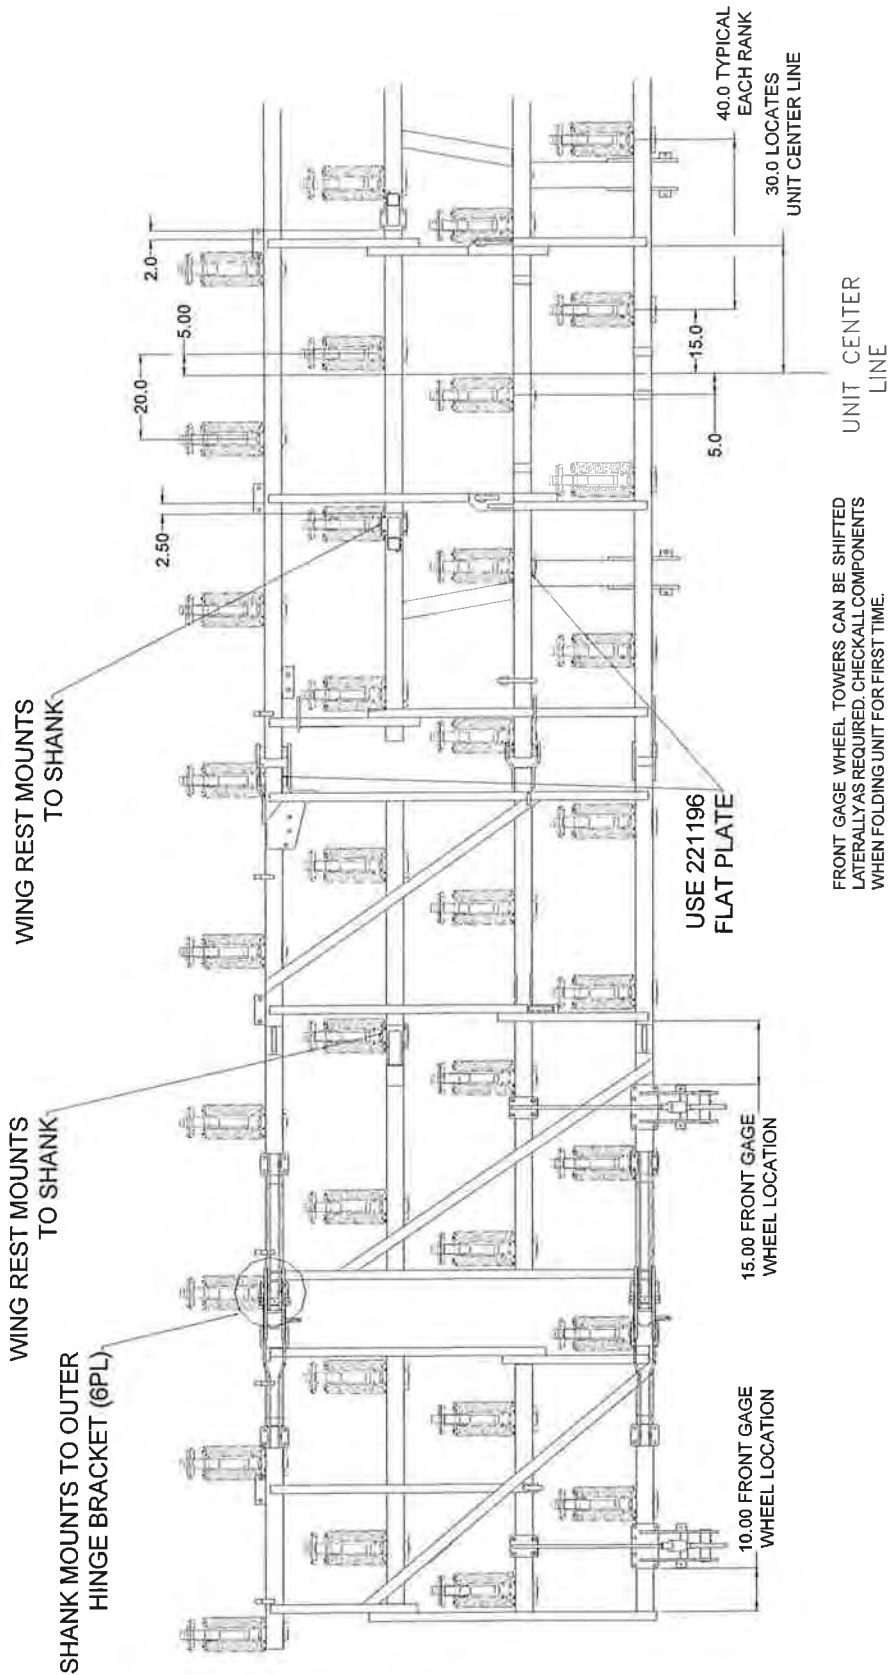 SHANK MOUNTS TO OUTER
HINGE BRACKET (6PL)
WING REST MOUNTS
TO SHANK
WING REST MOUNTS
TO SHANK
2.50
20.0
5.00
2.0
10.00 FRONT GAGE
WHEEL LOCATION
15.00 FRONT GAGE
WHEEL LOCATION
USE 221196
FLAT PLATE
5.0
15.0
40.0 TYPICAL
EACH RANK
30.0 LOCATES
UNIT CENTER LINE
UNIT CENTER
LINE
FRONT GAGE WHEEL TOWERS CAN BE SHIFTED
LATERALLY AS REQUIRED. CHECK ALL COMPONENTS
WHEN FOLDING UNIT FOR FIRST TIME.